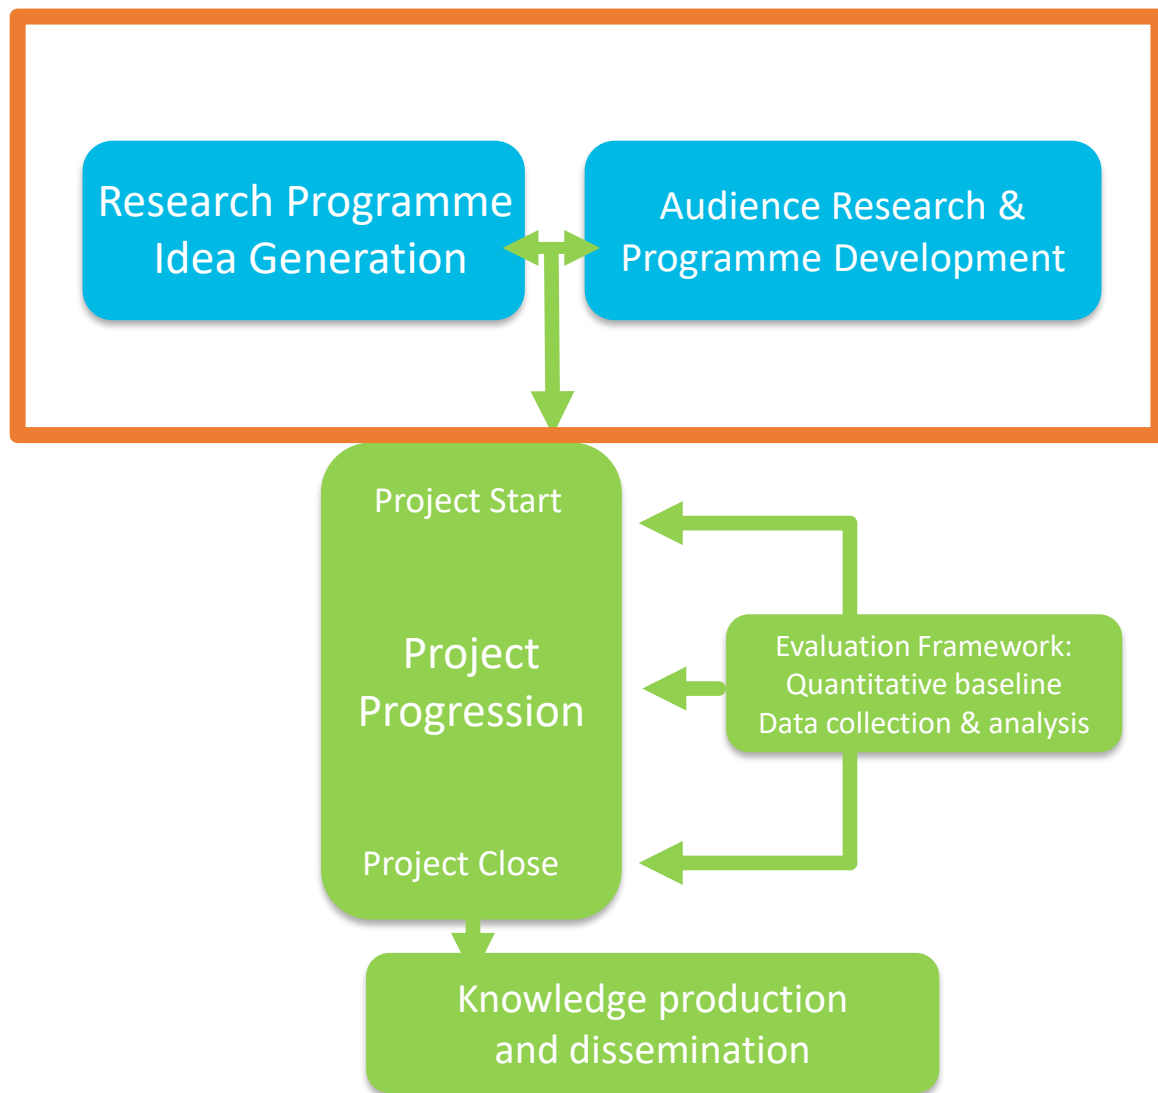 Research Programme
Idea Generation
Audience Research &
Programme Development
Project Start
Project
Progression
Project Close
Evaluation Framework:
Quantitative baseline
Data collection & analysis
Knowledge production
and dissemination